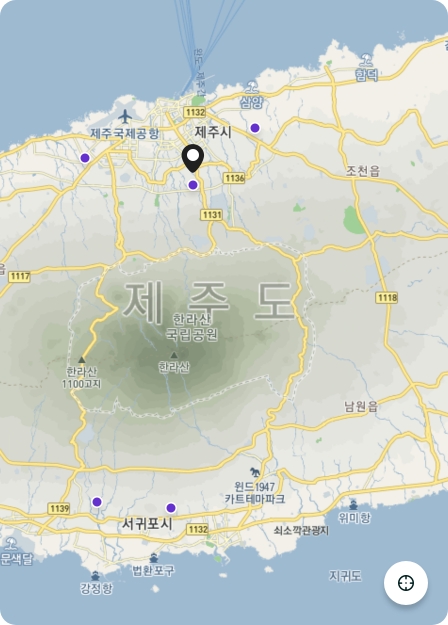 함덕
삼양
1132
제주국제공항
제주시
조천읍
1136
1131
읍
1117
제주도
1118
한라산
국립공원
한라산
한라산
1100고지
남원읍
윈드1947
카트테마파크
1139
서귀포시
1132
쇠소깍관광지
위미항
문색달
법환포구
강정항
지귀도